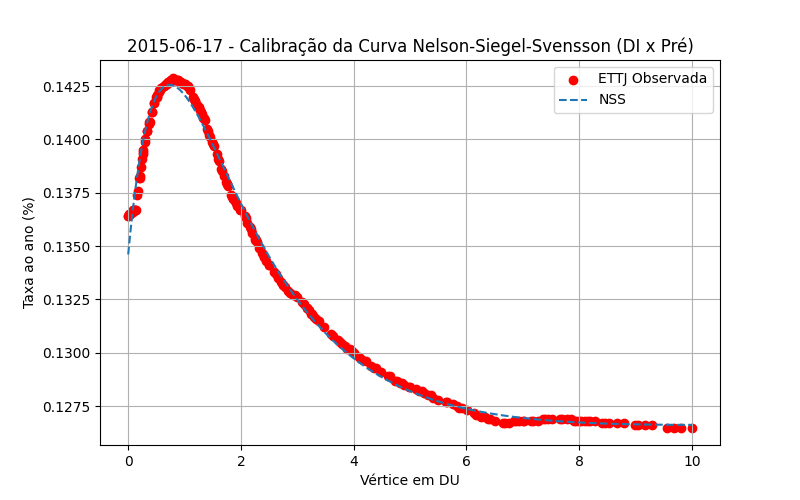 2015-06-17 - Calibração da Curva Nelson-Siegel-Svensson (DI x Pré)
ETTJ Observada
NSS
Taxa ao ano (%)
0.1425
0.1400
0.1375
0.1350
0.1325
0.1300
0.1275
0 2 4 6 8 10
Vértice em DU